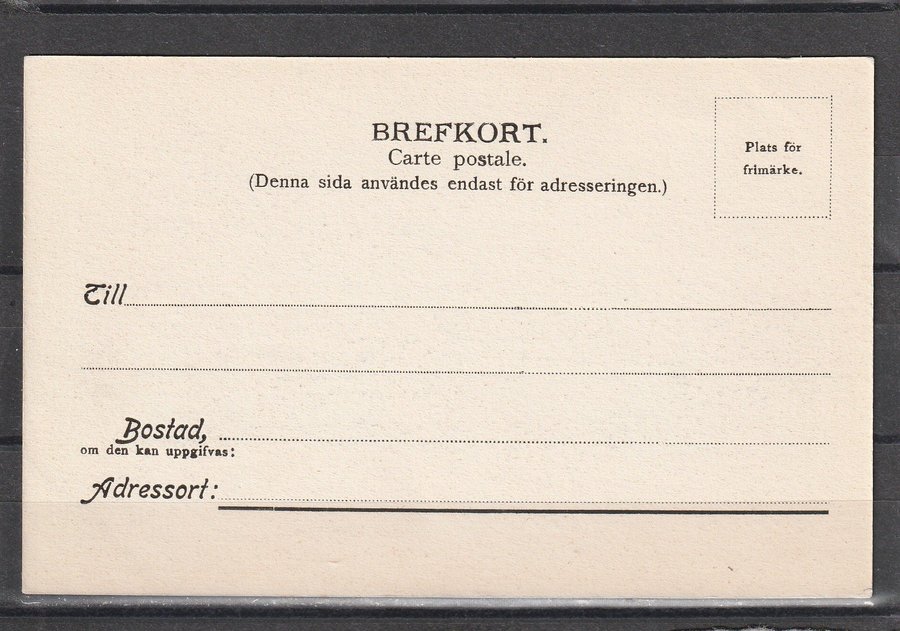 BREFKORT.
Carte postale.
(Denna sida användes endast för adresseringen.)
Plats för
frimärke.
Till
Bostad,
om den kan uppgifvas:
Adressort: